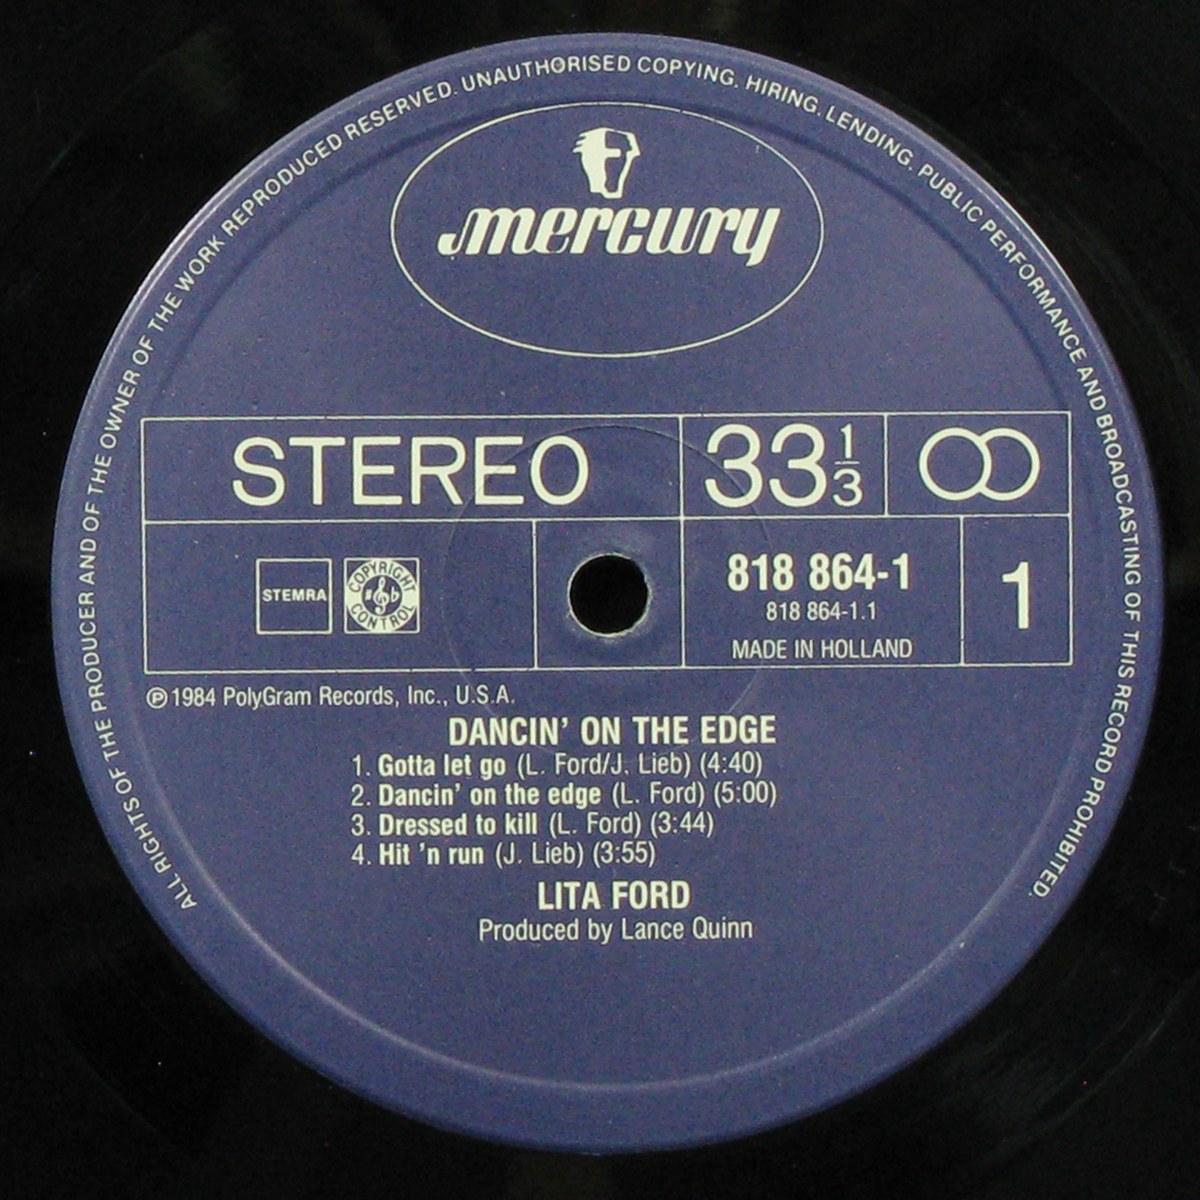 ALL RIGHTS OF THE PRODUCER AND OF THE OWNER OF THE WORK REPRODUCED RESERVED. UNAUTHORISED COPYING. HIRING. LENDING. PUBLIC PERFORMANCE AND BROADCASTING OF THIS RECORD PROHIBITED.
mercury
STEREO 33 1/3
STEMRA COPYRIGHT CONTROL
818 864-1 1
818 864-1.1
MADE IN HOLLAND
℗ 1984 PolyGram Records, Inc., U.S.A.
DANCIN' ON THE EDGE
1. Gotta let go (L. Ford/J. Lieb) (4:40)
2. Dancin' on the edge (L. Ford) (5:00)
3. Dressed to kill (L. Ford) (3:44)
4. Hit 'n run (J. Lieb) (3:55)
LITA FORD
Produced by Lance Quinn